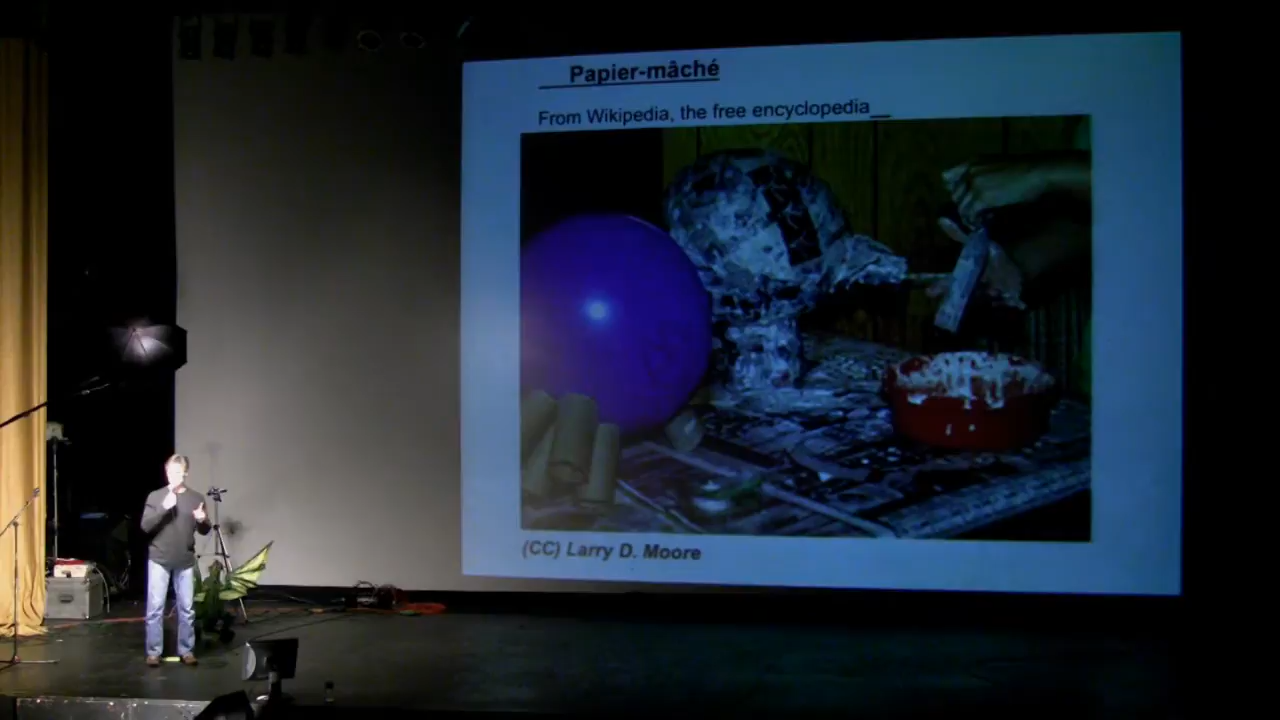 Papier-mâché
From Wikipedia, the free encyclopedia
(CC) Larry D. Moore